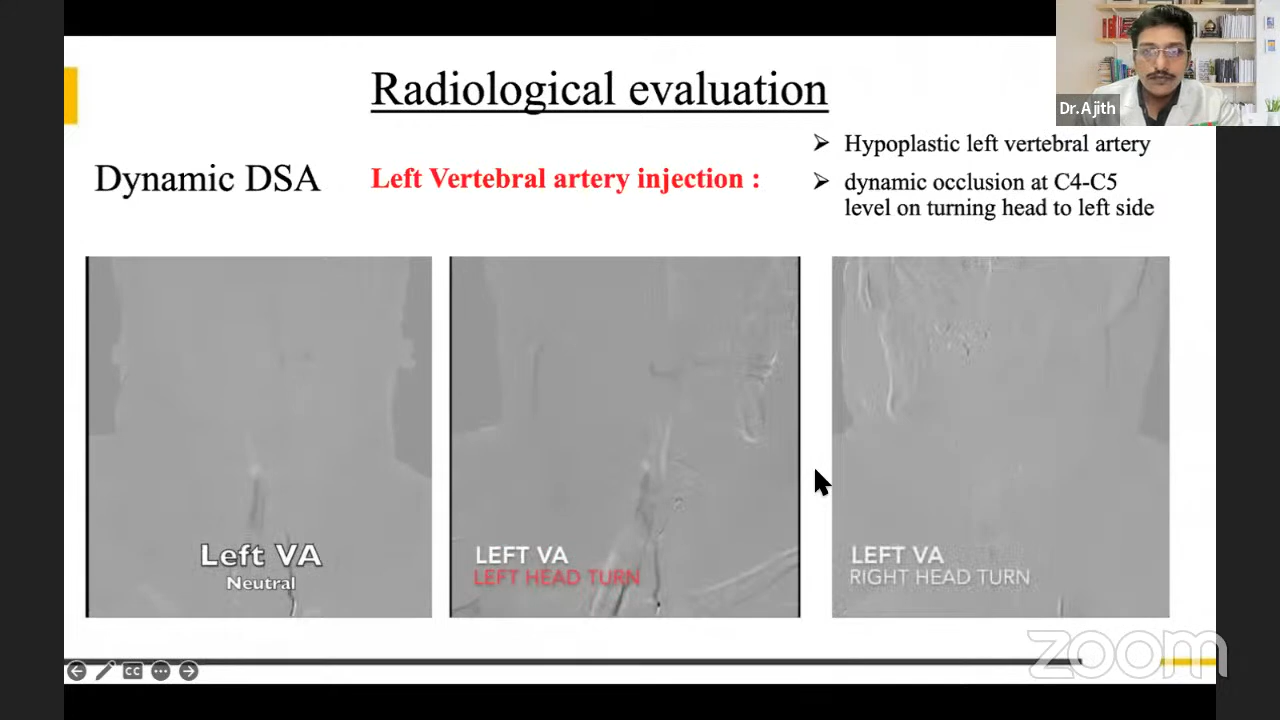 Radiological evaluation
Dr.Ajith
Dynamic DSA
Left Vertebral artery injection :
Hypoplastic left vertebral artery
dynamic occlusion at C4-C5
level on turning head to left side
Left VA
Neutral
LEFT VA
LEFT HEAD TURN
LEFT VA
RIGHT HEAD TURN
CC
zoom